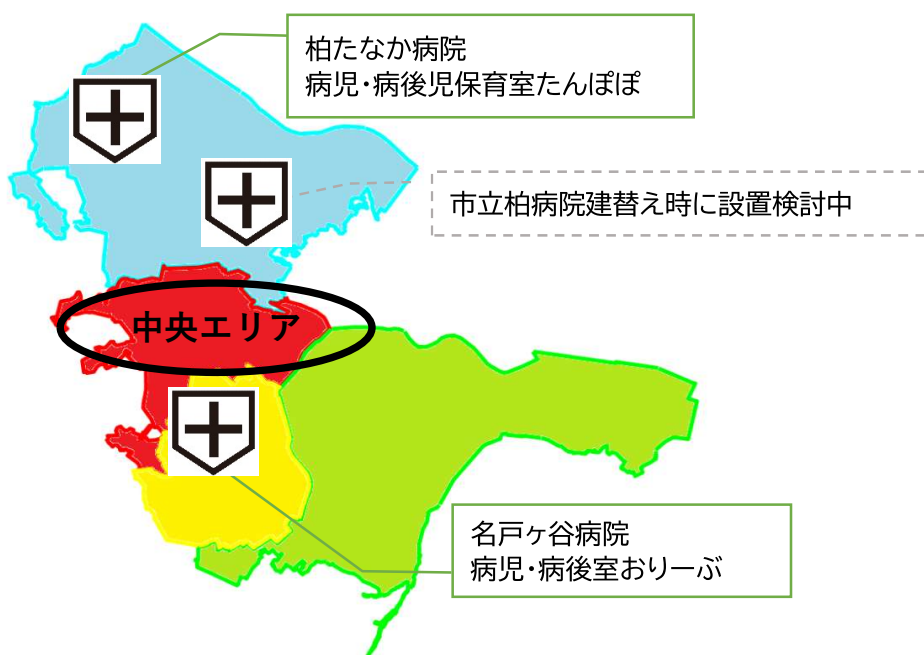 柏たなか病院
病児・病後児保育室たんぽぽ
市立柏病院建替え時に設置検討中
中央エリア
名戸ヶ谷病院
病児・病後室おりーぶ